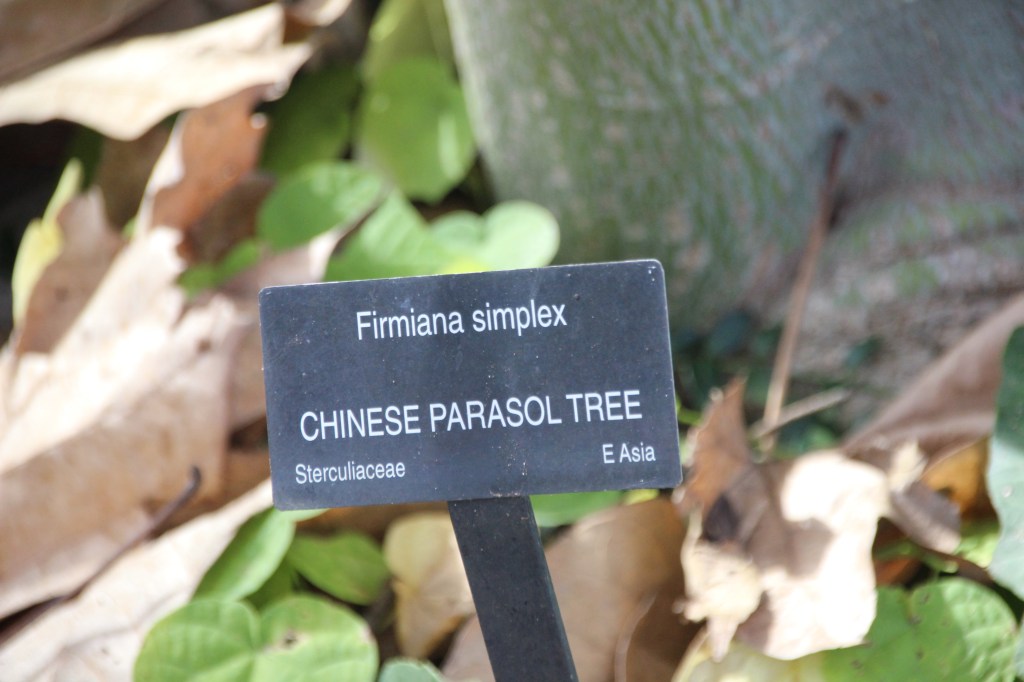 Firmiana simplex
CHINESE PARASOL TREE
Sterculiaceae E Asia